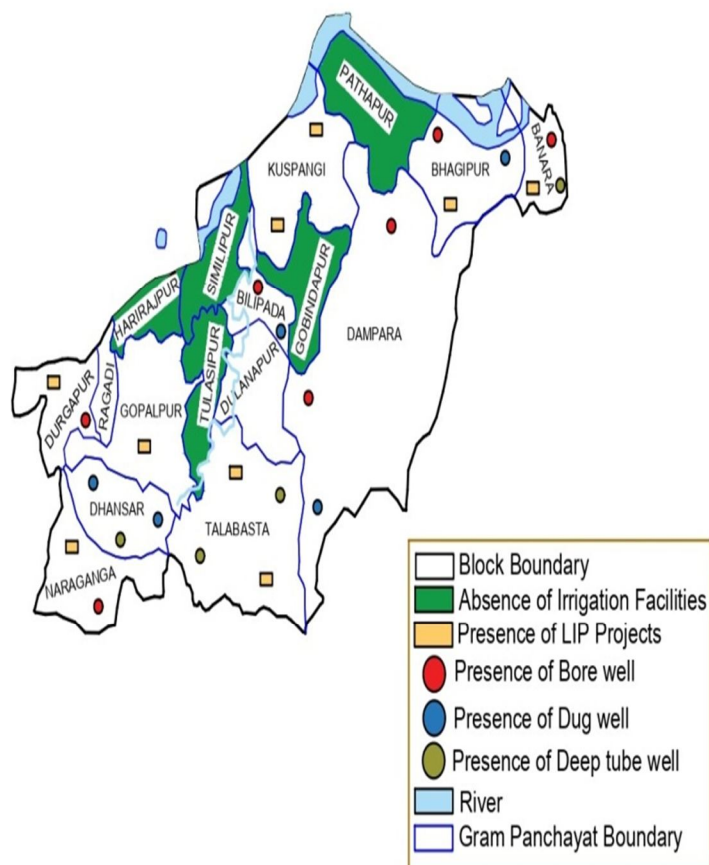 PATHAPUR
KUSPANGI
BHAGIPUR
BANARA
SIMILIPUR
HARIRAJPUR
GOBINDAPUR
BILIPADA
DAMPARA
TULASIPUR
DULANAPUR
DURGAPUR
RAGADI
GOPALPUR
DHANSAR
TALABASTA
NARAGANGA
Block Boundary
Absence of Irrigation Facilities
Presence of LIP Projects
Presence of Bore well
Presence of Dug well
Presence of Deep tube well
River
Gram Panchayat Boundary